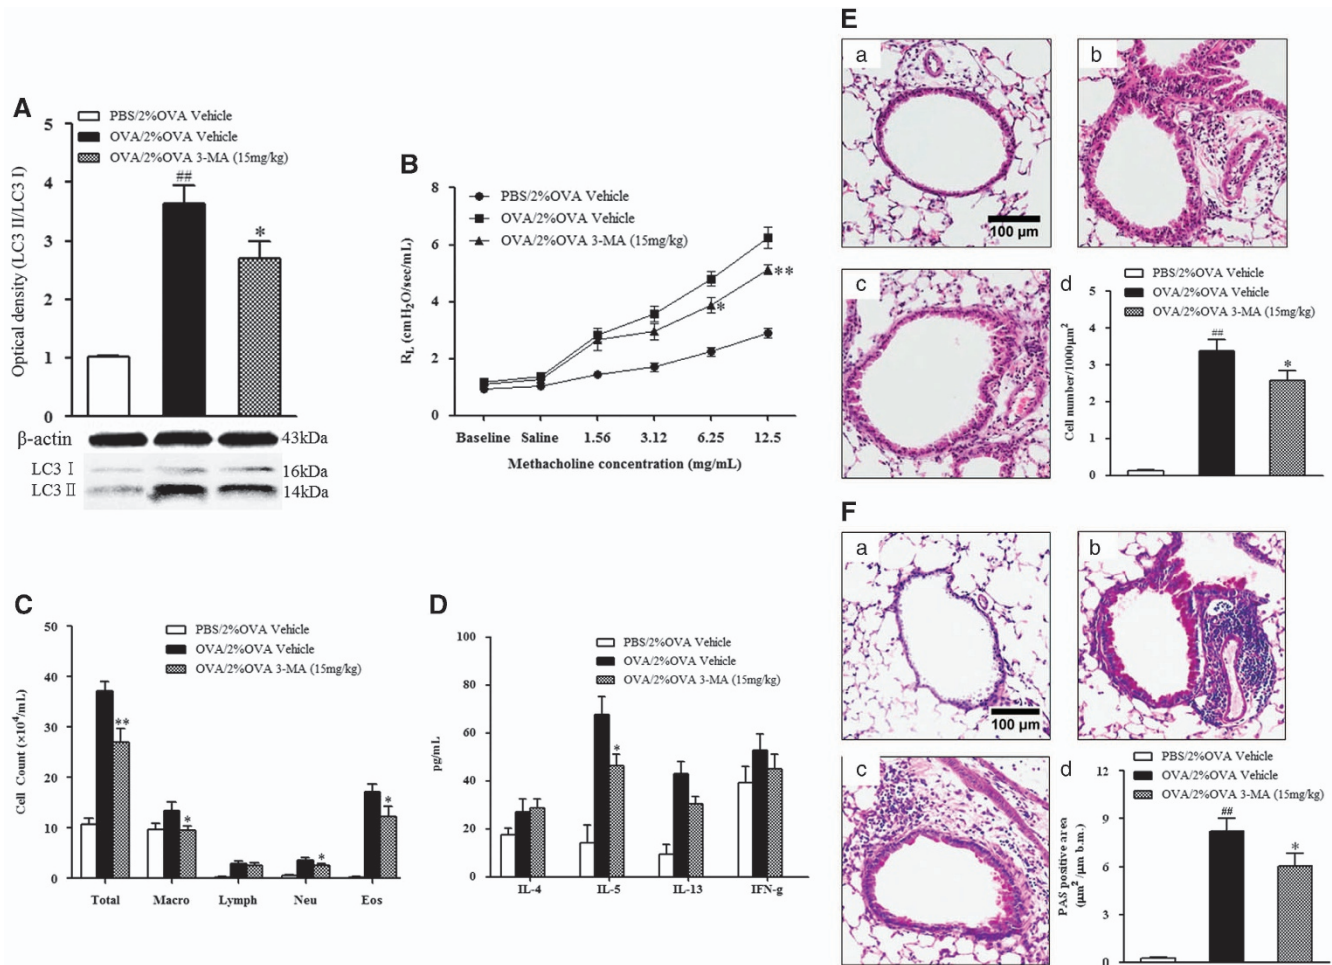 A
PBS/2%OVA Vehicle
OVA/2%OVA Vehicle
OVA/2%OVA 3-MA (15mg/kg)
Optical density (LC3 II/LC3 I)
5
4
3
2
1
0
##
*
β-actin
43kDa
LC3 Ⅰ
16kDa
LC3 Ⅱ
14kDa
B
PBS/2%OVA Vehicle
OVA/2%OVA Vehicle
OVA/2%OVA 3-MA (15mg/kg)
R_L (cmH₂O/sec/mL)
8
6
4
2
0
*
**
Baseline Saline 1.56 3.12 6.25 12.5
Methacholine concentration (mg/mL)
C
PBS/2%OVA Vehicle
OVA/2%OVA Vehicle
OVA/2%OVA 3-MA (15mg/kg)
Cell Count (×10⁴/mL)
50
40
30
20
10
0
**
*
*
*
Total Macro Lymph Neu Eos
D
PBS/2%OVA Vehicle
OVA/2%OVA Vehicle
OVA/2%OVA 3-MA (15mg/kg)
pg/mL
100
80
60
40
20
0
*
IL-4 IL-5 IL-13 IFN-g
E
a
100 µm
b
c
d
PBS/2%OVA Vehicle
OVA/2%OVA Vehicle
OVA/2%OVA 3-MA (15mg/kg)
Cell number/1000µm²
5
4
3
2
1
0
##
*
F
a
100 µm
b
c
d
PBS/2%OVA Vehicle
OVA/2%OVA Vehicle
OVA/2%OVA 3-MA (15mg/kg)
PAS positive area
(µm²/µm b.m.)
12
9
6
3
0
##
*